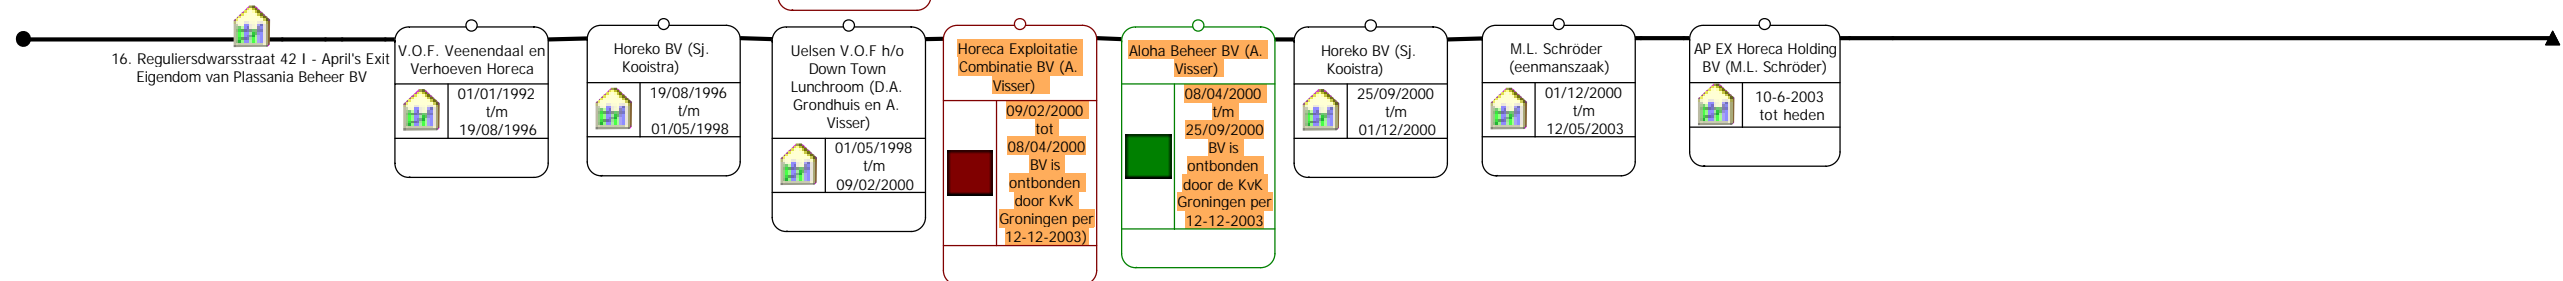 16. Reguliersdwarsstraat 42 I - April's Exit
Eigendom van Plassania Beheer BV
V.O.F. Veenendaal en
Verhoeven Horeca
01/01/1992
t/m
19/08/1996
Horeko BV (Sj.
Kooistra)
19/08/1996
t/m
01/05/1998
Uelsen V.O.F h/o
Down Town
Lunchroom (D.A.
Grondhuis en A.
Visser)
01/05/1998
t/m
09/02/2000
Horeca Exploitatie
Combinatie BV (A.
Visser)
09/02/2000
tot
08/04/2000
BV is
ontbonden
door KvK
Groningen per
12-12-2003)
Aloha Beheer BV (A.
Visser)
08/04/2000
t/m
25/09/2000
BV is
ontbonden
door de KvK
Groningen per
12-12-2003
Horeko BV (Sj.
Kooistra)
25/09/2000
t/m
01/12/2000
M.L. Schröder
(eenmanszaak)
01/12/2000
t/m
12/05/2003
AP EX Horeca Holding
BV (M.L. Schröder)
10-6-2003
tot heden